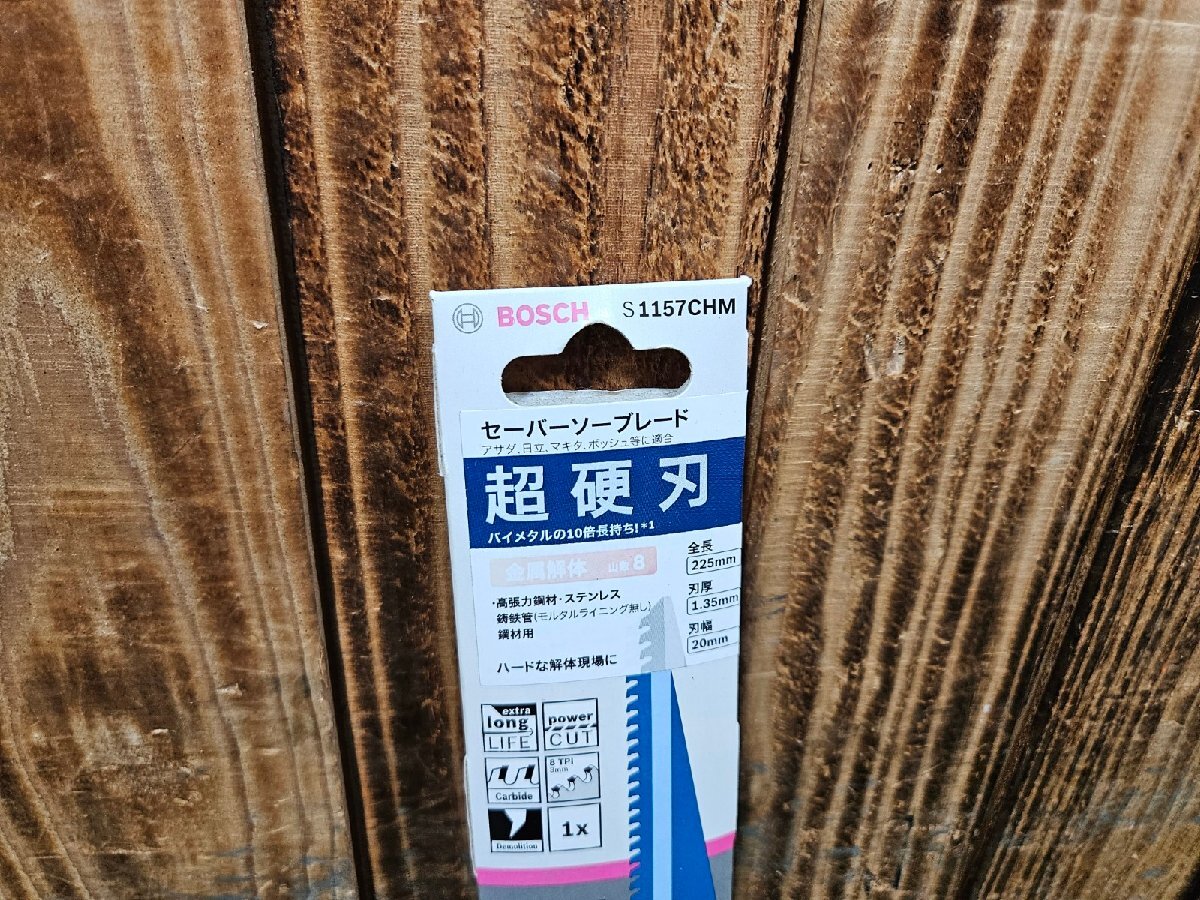 BOSCH S1157CHM
セーバーソーブレード
アサダ、日立、マキタ、ボッシュ等に適合
超硬刃
バイメタルの10倍長持ち!*1
金属解体 山数 8
全長
225mm
・高張力鋼材・ステンレス
鋳鉄管(モルタルライニング無し)
鋼材用
刃厚
1.35mm
刃幅
20mm
ハードな解体現場に
extra
long
LIFE
power
CUT
Carbide
8 TPI
Demolition
1x